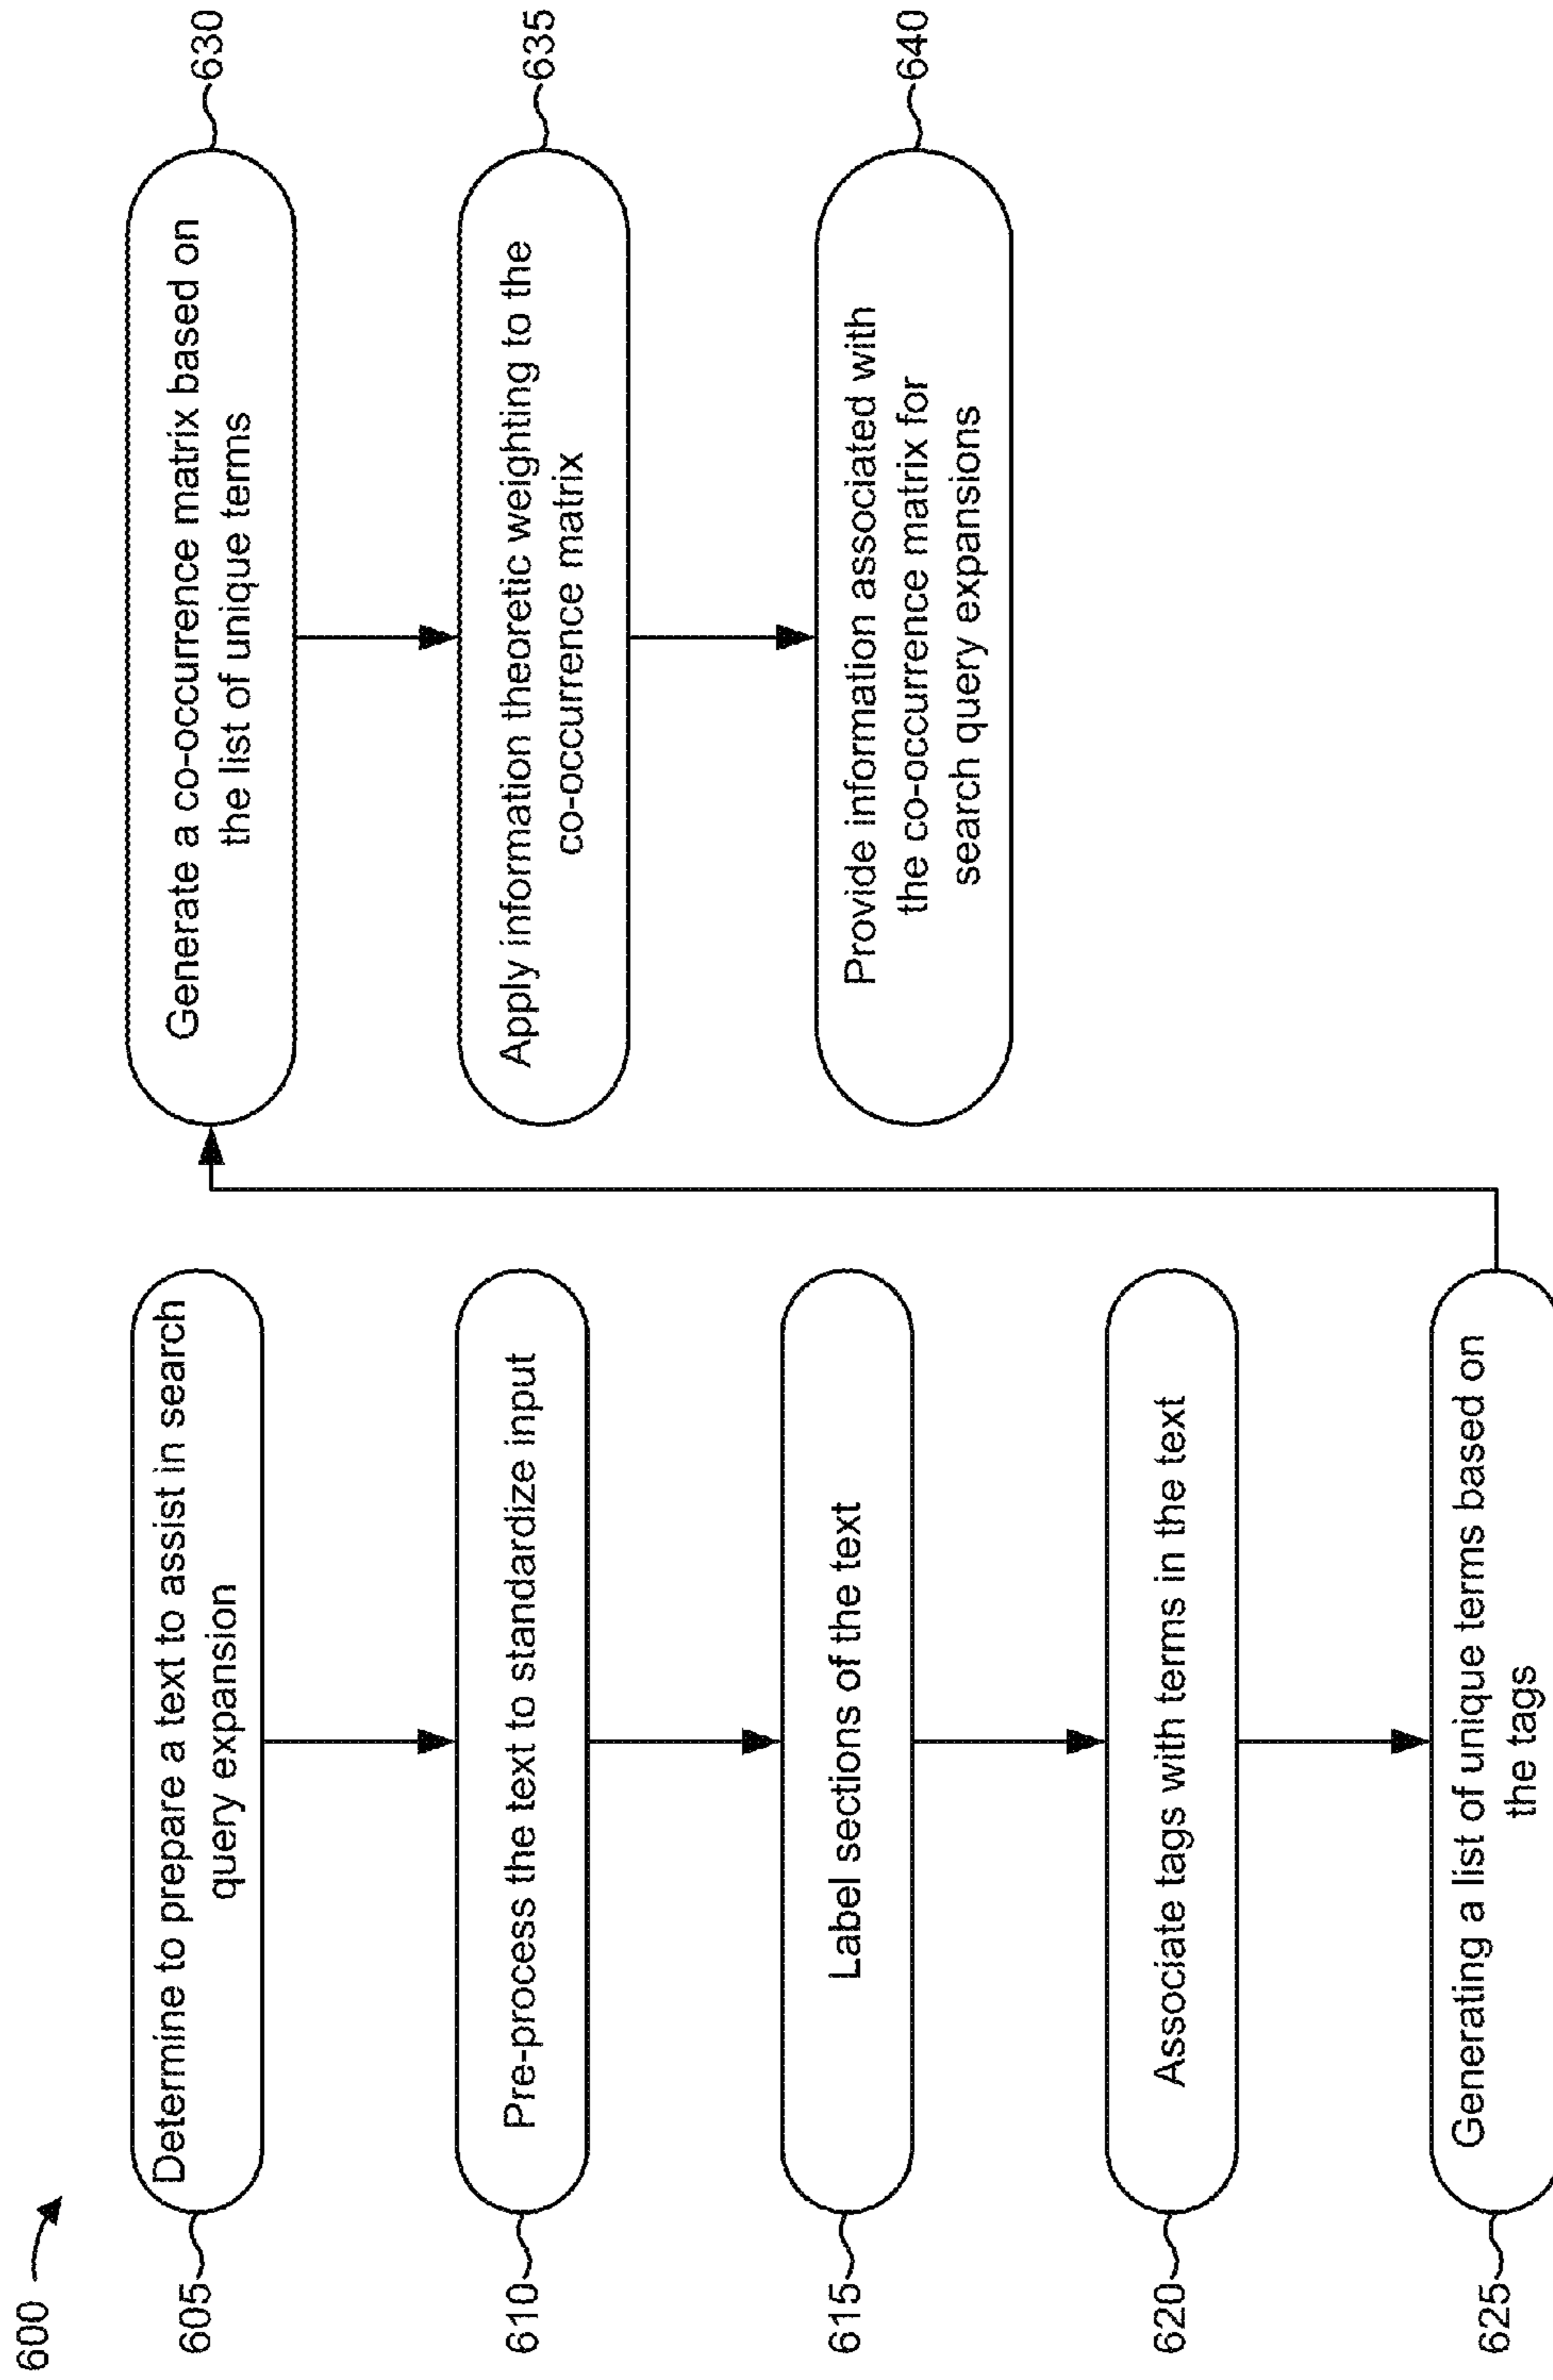 600
605
Determine to prepare a text to assist in search
query expansion
610
Pre-process the text to standardize input
615
Label sections of the text
620
Associate tags with terms in the text
625
Generating a list of unique terms based on
the tags
630
Generate a co-occurrence matrix based on
the list of unique terms
635
Apply information theoretic weighting to the
co-occurrence matrix
640
Provide information associated with
the co-occurrence matrix for
search query expansions